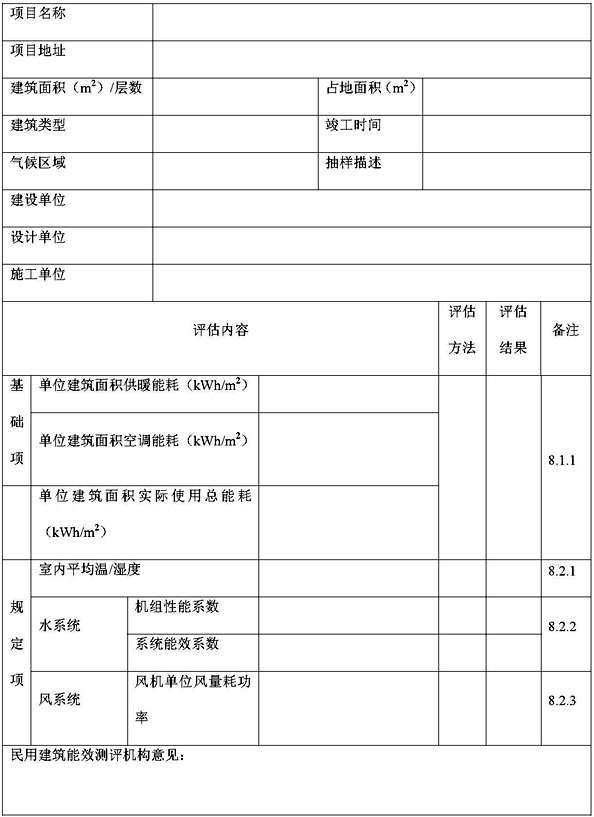 项目名称
项目地址
建筑面积（m²）/层数 占地面积（m²）
建筑类型 竣工时间
气候区域 抽样描述
建设单位
设计单位
施工单位
评估内容 评估方法 评估结果 备注
基础项
单位建筑面积供暖能耗（kWh/m²）
单位建筑面积空调能耗（kWh/m²）
8.1.1
单位建筑面积实际使用总能耗
（kWh/m²）
规定项
室内平均温/湿度 8.2.1
水系统 机组性能系数 8.2.2
系统能效系数
风系统 风机单位风量耗功
率
8.2.3
民用建筑能效测评机构意见：